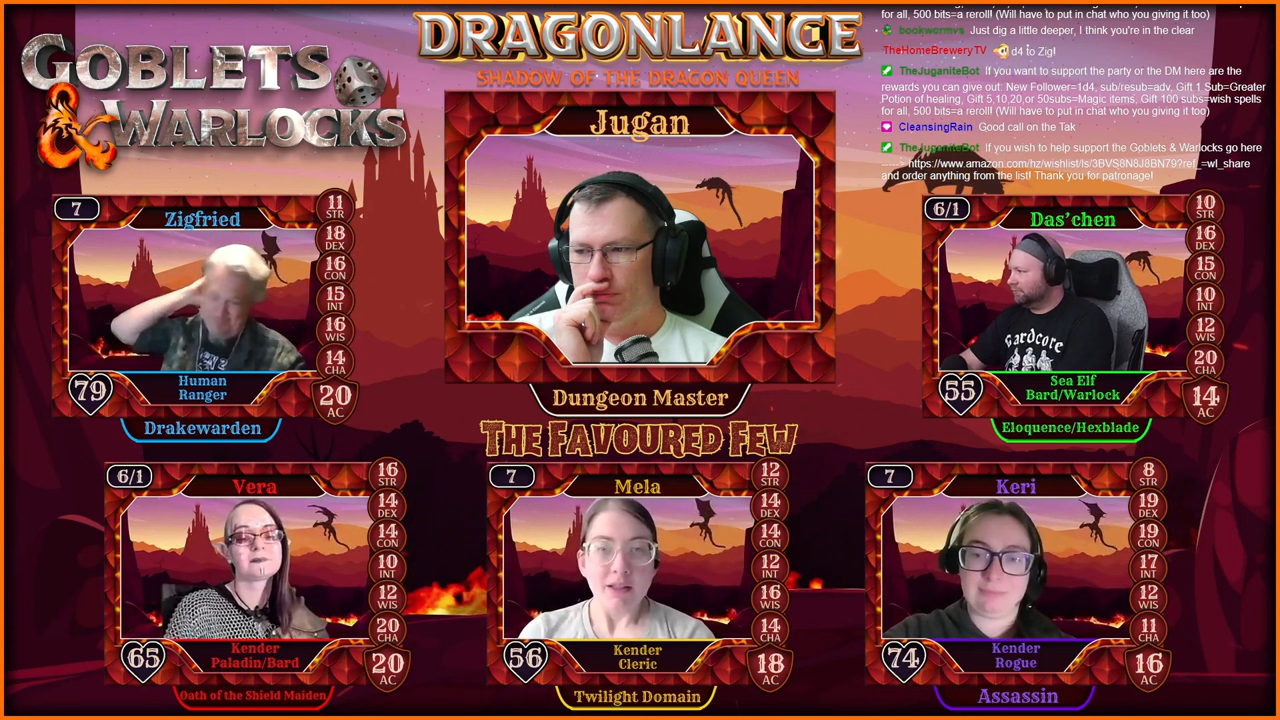 GOBLETS
& WARLOCKS
DRAGONLANCE
SHADOW OF THE DRAGON QUEEN
for all, 500 bits=a reroll! (Will have to put in chat who you giving it too)
bookwormvs Just dig a little deeper, I think you're in the clear
TheHomeBreweryTV d4 to Zig!
TheJuganiteBot If you want to support the party or the DM here are the
rewards you can give out: New Follower=1d4, sub/resub=adv, Gift 1 Sub=Greater
Potion of healing, Gift 5,10,20,or 50subs=Magic items, Gift 100 subs=wish spells
for all, 500 bits=a reroll! (Will have to put in chat who you giving it too)
CleansingRain Good call on the Tak
TheJuganiteBot If you wish to help support the Goblets & Warlocks go here
-----> https://www.amazon.com/hz/wishlist/ls/3BVS8N8J8BN79?ref_=wl_share
and order anything from the list! Thank you for patronage!
Jugan
Dungeon Master
7
Zigfried
11
STR
18
DEX
16
CON
15
INT
16
WIS
14
CHA
79
Human
Ranger
20
AC
Drakewarden
6/1
Das'chen
10
STR
16
DEX
15
CON
10
INT
12
WIS
20
CHA
Hardcore
55
Sea Elf
Bard/Warlock
14
AC
Eloquence/Hexblade
THE FAVOURED FEW
6/1
Vera
16
STR
14
DEX
14
CON
10
INT
12
WIS
20
CHA
65
Kender
Paladin/Bard
20
AC
Oath of the Shield Maiden
7
Mela
12
STR
14
DEX
14
CON
12
INT
16
WIS
14
CHA
56
Kender
Cleric
18
AC
Twilight Domain
7
Keri
8
STR
19
DEX
19
CON
17
INT
12
WIS
11
CHA
74
Kender
Rogue
16
AC
Assassin